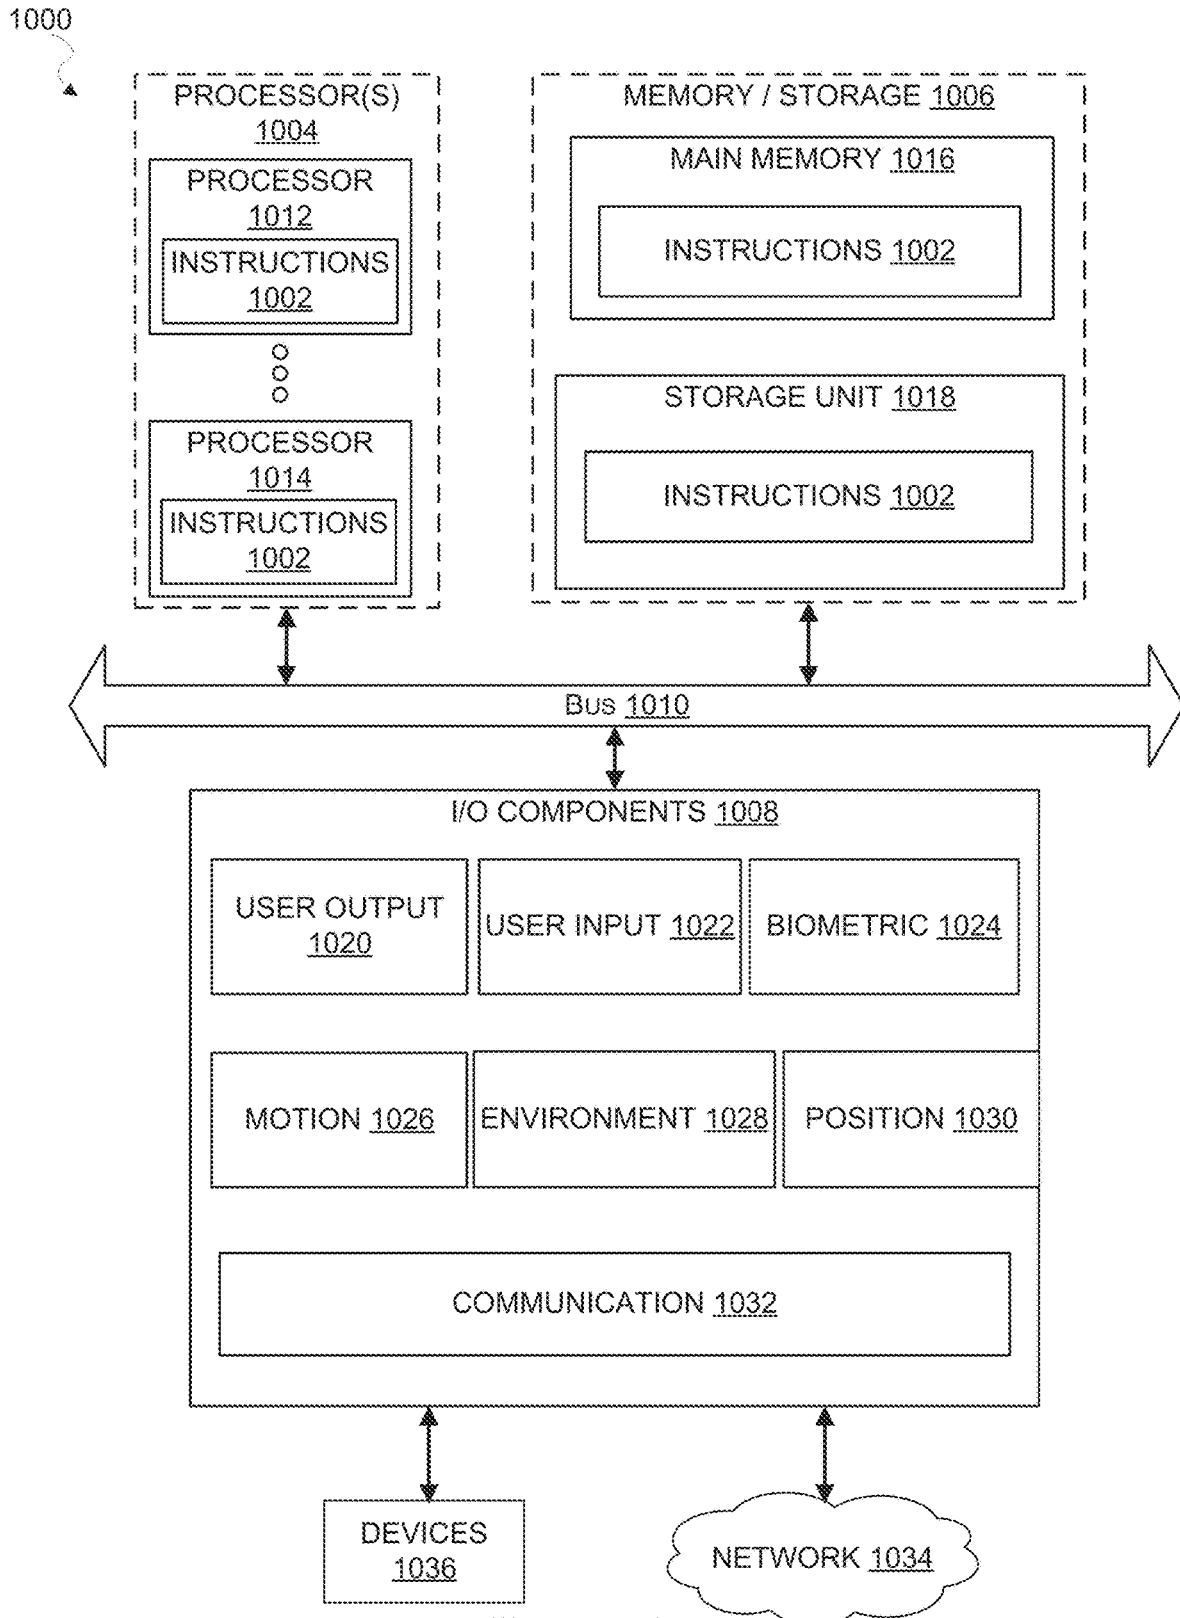 1000
PROCESSOR(S)
1004
PROCESSOR
1012
INSTRUCTIONS
1002
PROCESSOR
1014
INSTRUCTIONS
1002
MEMORY / STORAGE 1006
MAIN MEMORY 1016
INSTRUCTIONS 1002
STORAGE UNIT 1018
INSTRUCTIONS 1002
BUS 1010
I/O COMPONENTS 1008
USER OUTPUT
1020
USER INPUT 1022
BIOMETRIC 1024
MOTION 1026
ENVIRONMENT 1028
POSITION 1030
COMMUNICATION 1032
DEVICES
1036
NETWORK 1034